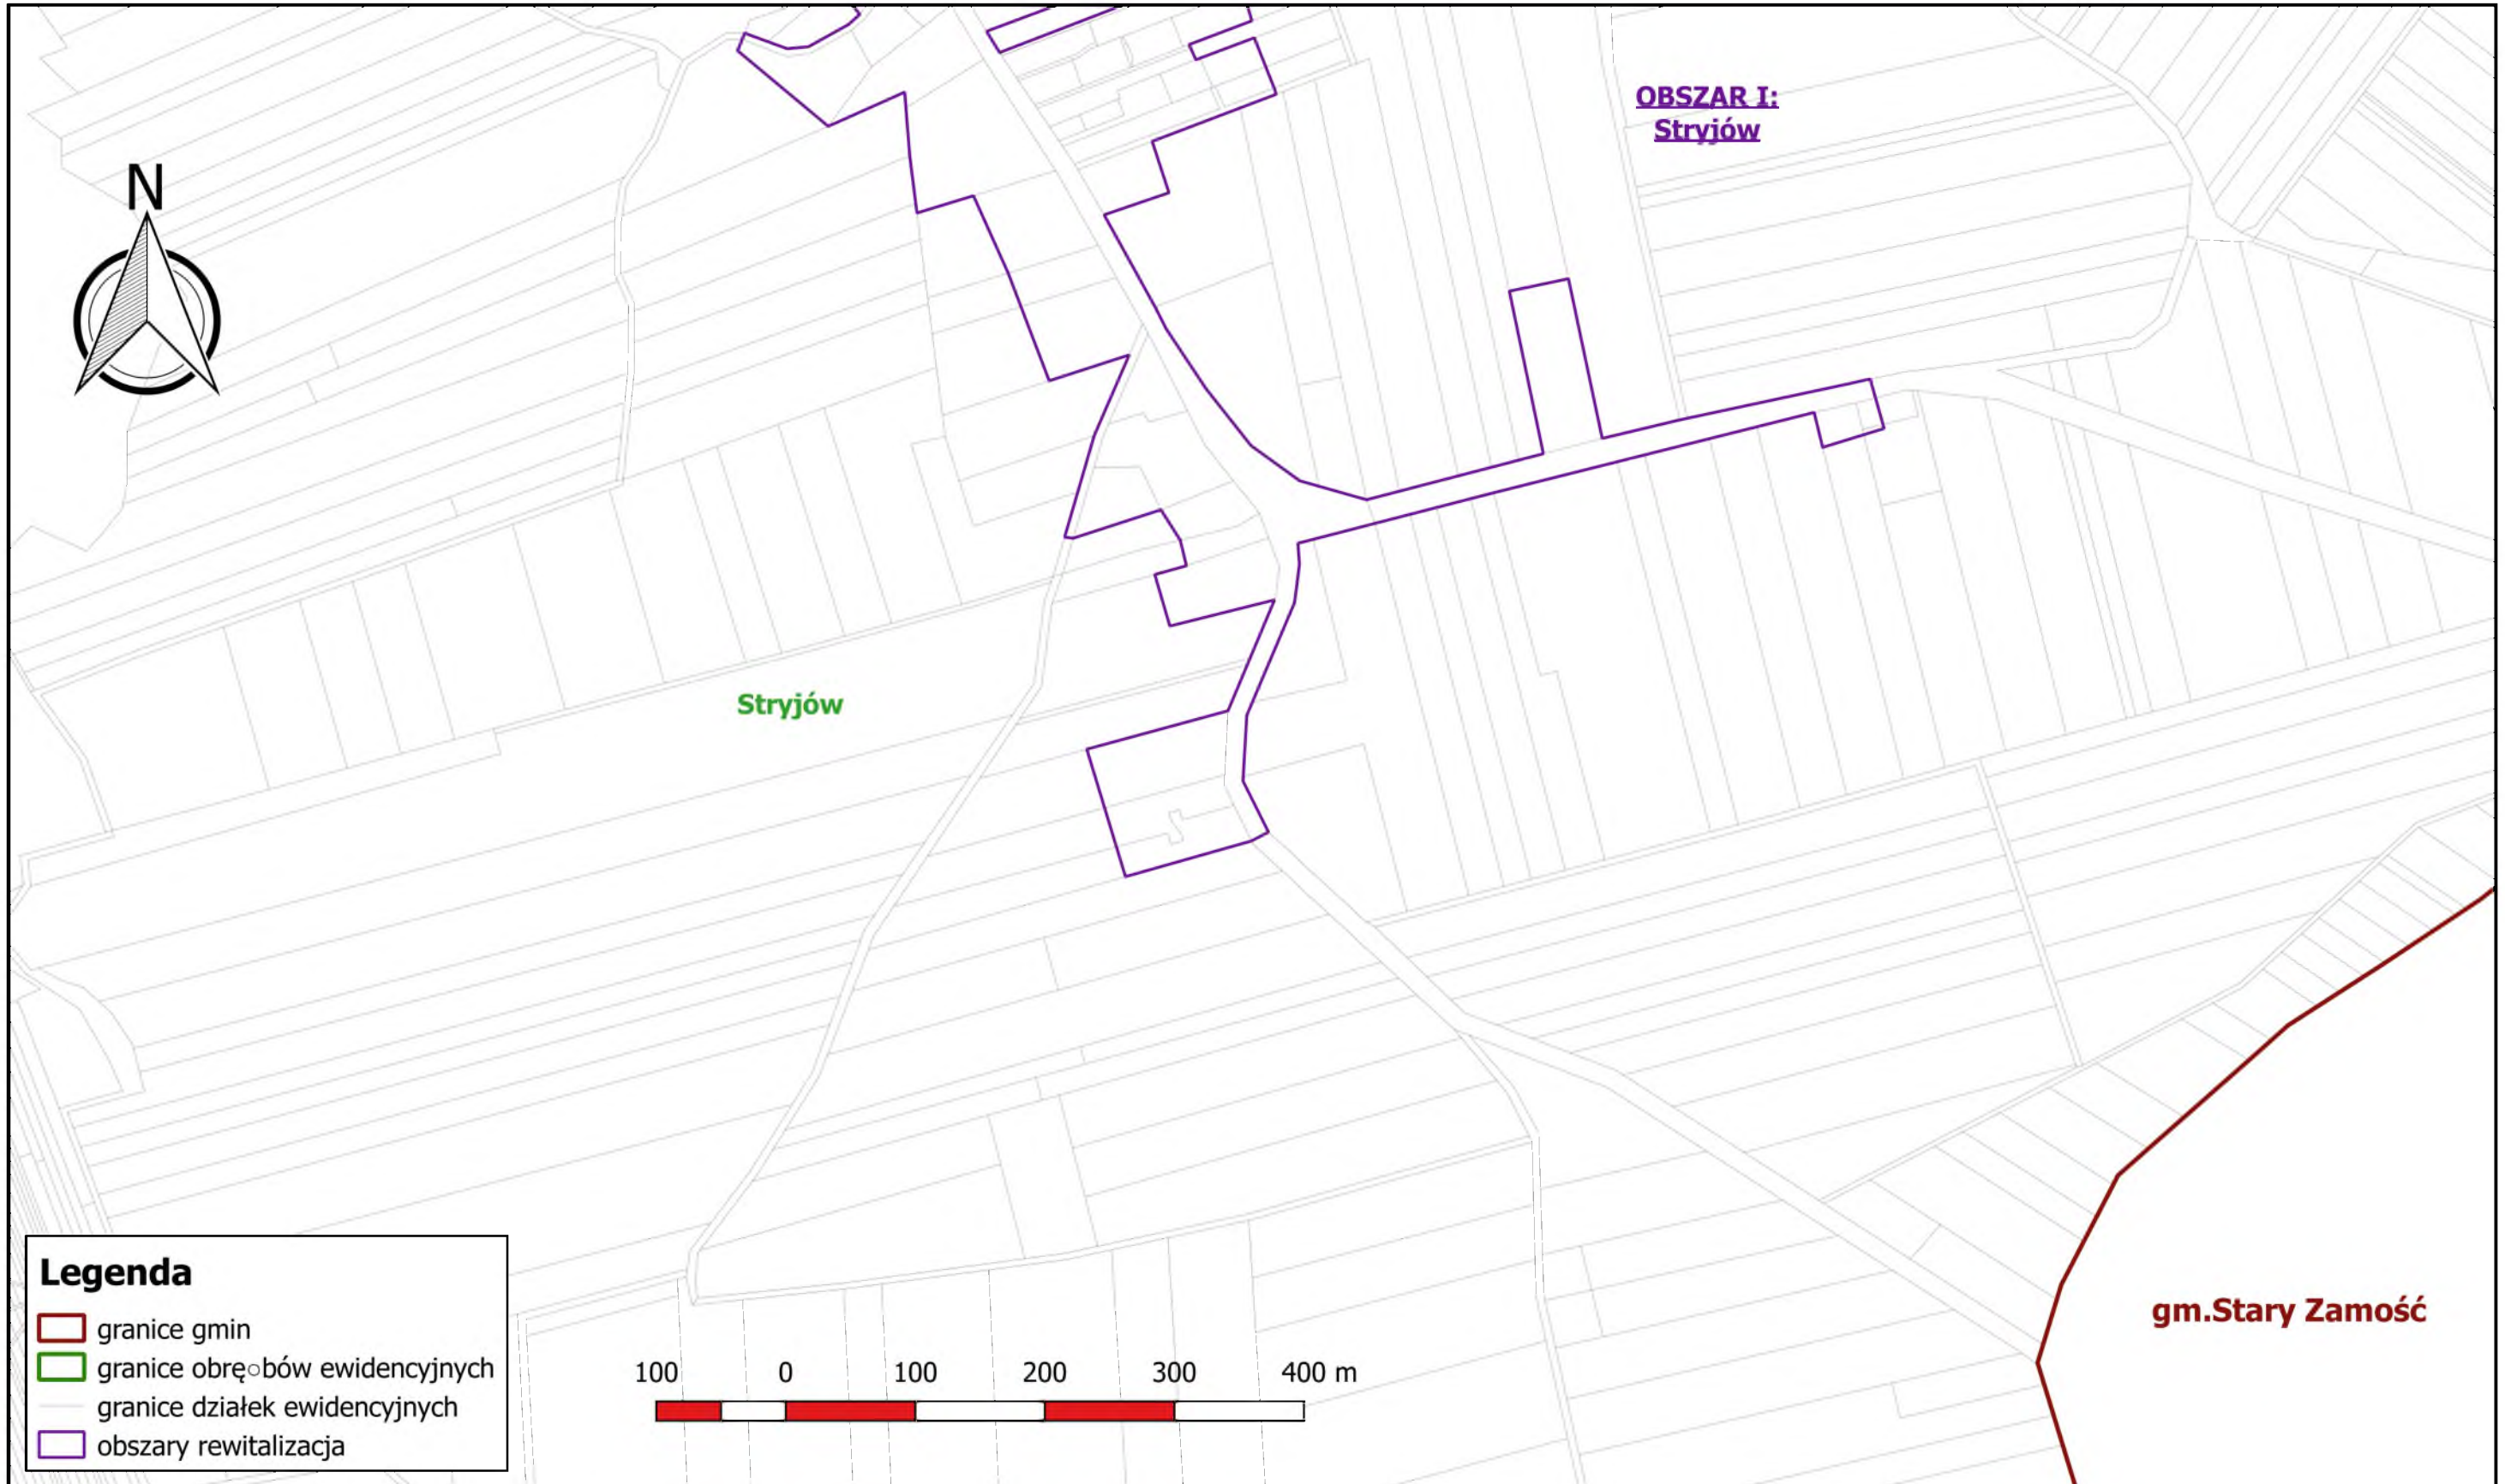 OBSZAR I:
Stryjów
N
Stryjów
gm.Stary Zamość
Legenda
granice gmin
granice obrę○bów ewidencyjnych
granice działek ewidencyjnych
obszary rewitalizacja
100 0 100 200 300 400 m